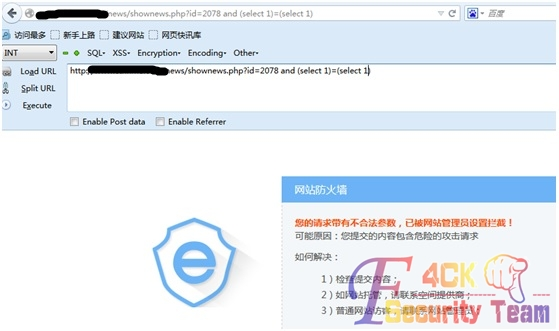 news/shownews.php?id=2078 and (select 1)=(select 1)
百度
访问最多 新手上路 建议网站 网页快讯库
INT SQL- XSS- Encryption- Encoding- Other-
Load URL http: news/shownews.php?id=2078 and (select 1)=(select 1)
Split URL
Execute
Enable Post data Enable Referrer
网站防火墙
您的请求带有不合法参数，已被网站管理员设置拦截！
可能原因：您提交的内容包含危险的攻击请求
如何解决：
1）检查提交内容；
2）如网站托管，请联系空间提供商；
3）普通网站访客，请联系网站管理员；
e
F4CK
Security Team